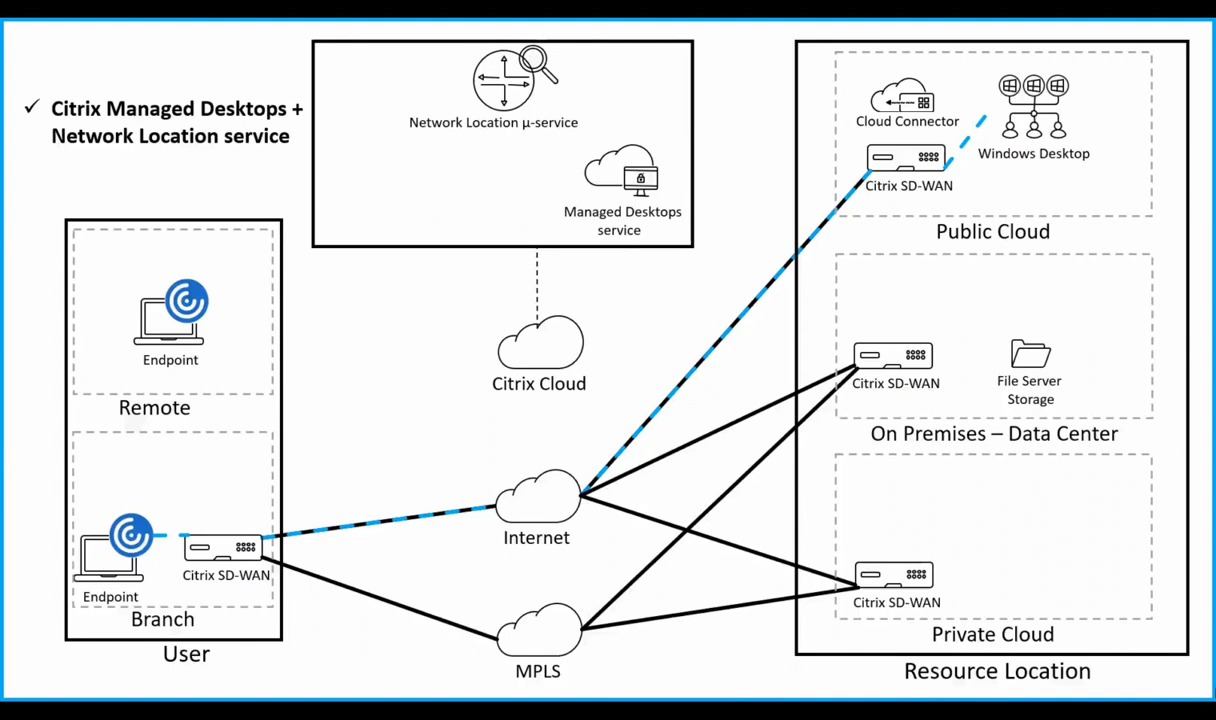 ✓ Citrix Managed Desktops +
Network Location service
Network Location µ-service
Managed Desktops
service
Citrix Cloud
Endpoint
Remote
Endpoint
Citrix SD-WAN
Branch
User
Internet
MPLS
Cloud Connector
Windows Desktop
Citrix SD-WAN
Public Cloud
Citrix SD-WAN
File Server
Storage
On Premises – Data Center
Citrix SD-WAN
Private Cloud
Resource Location